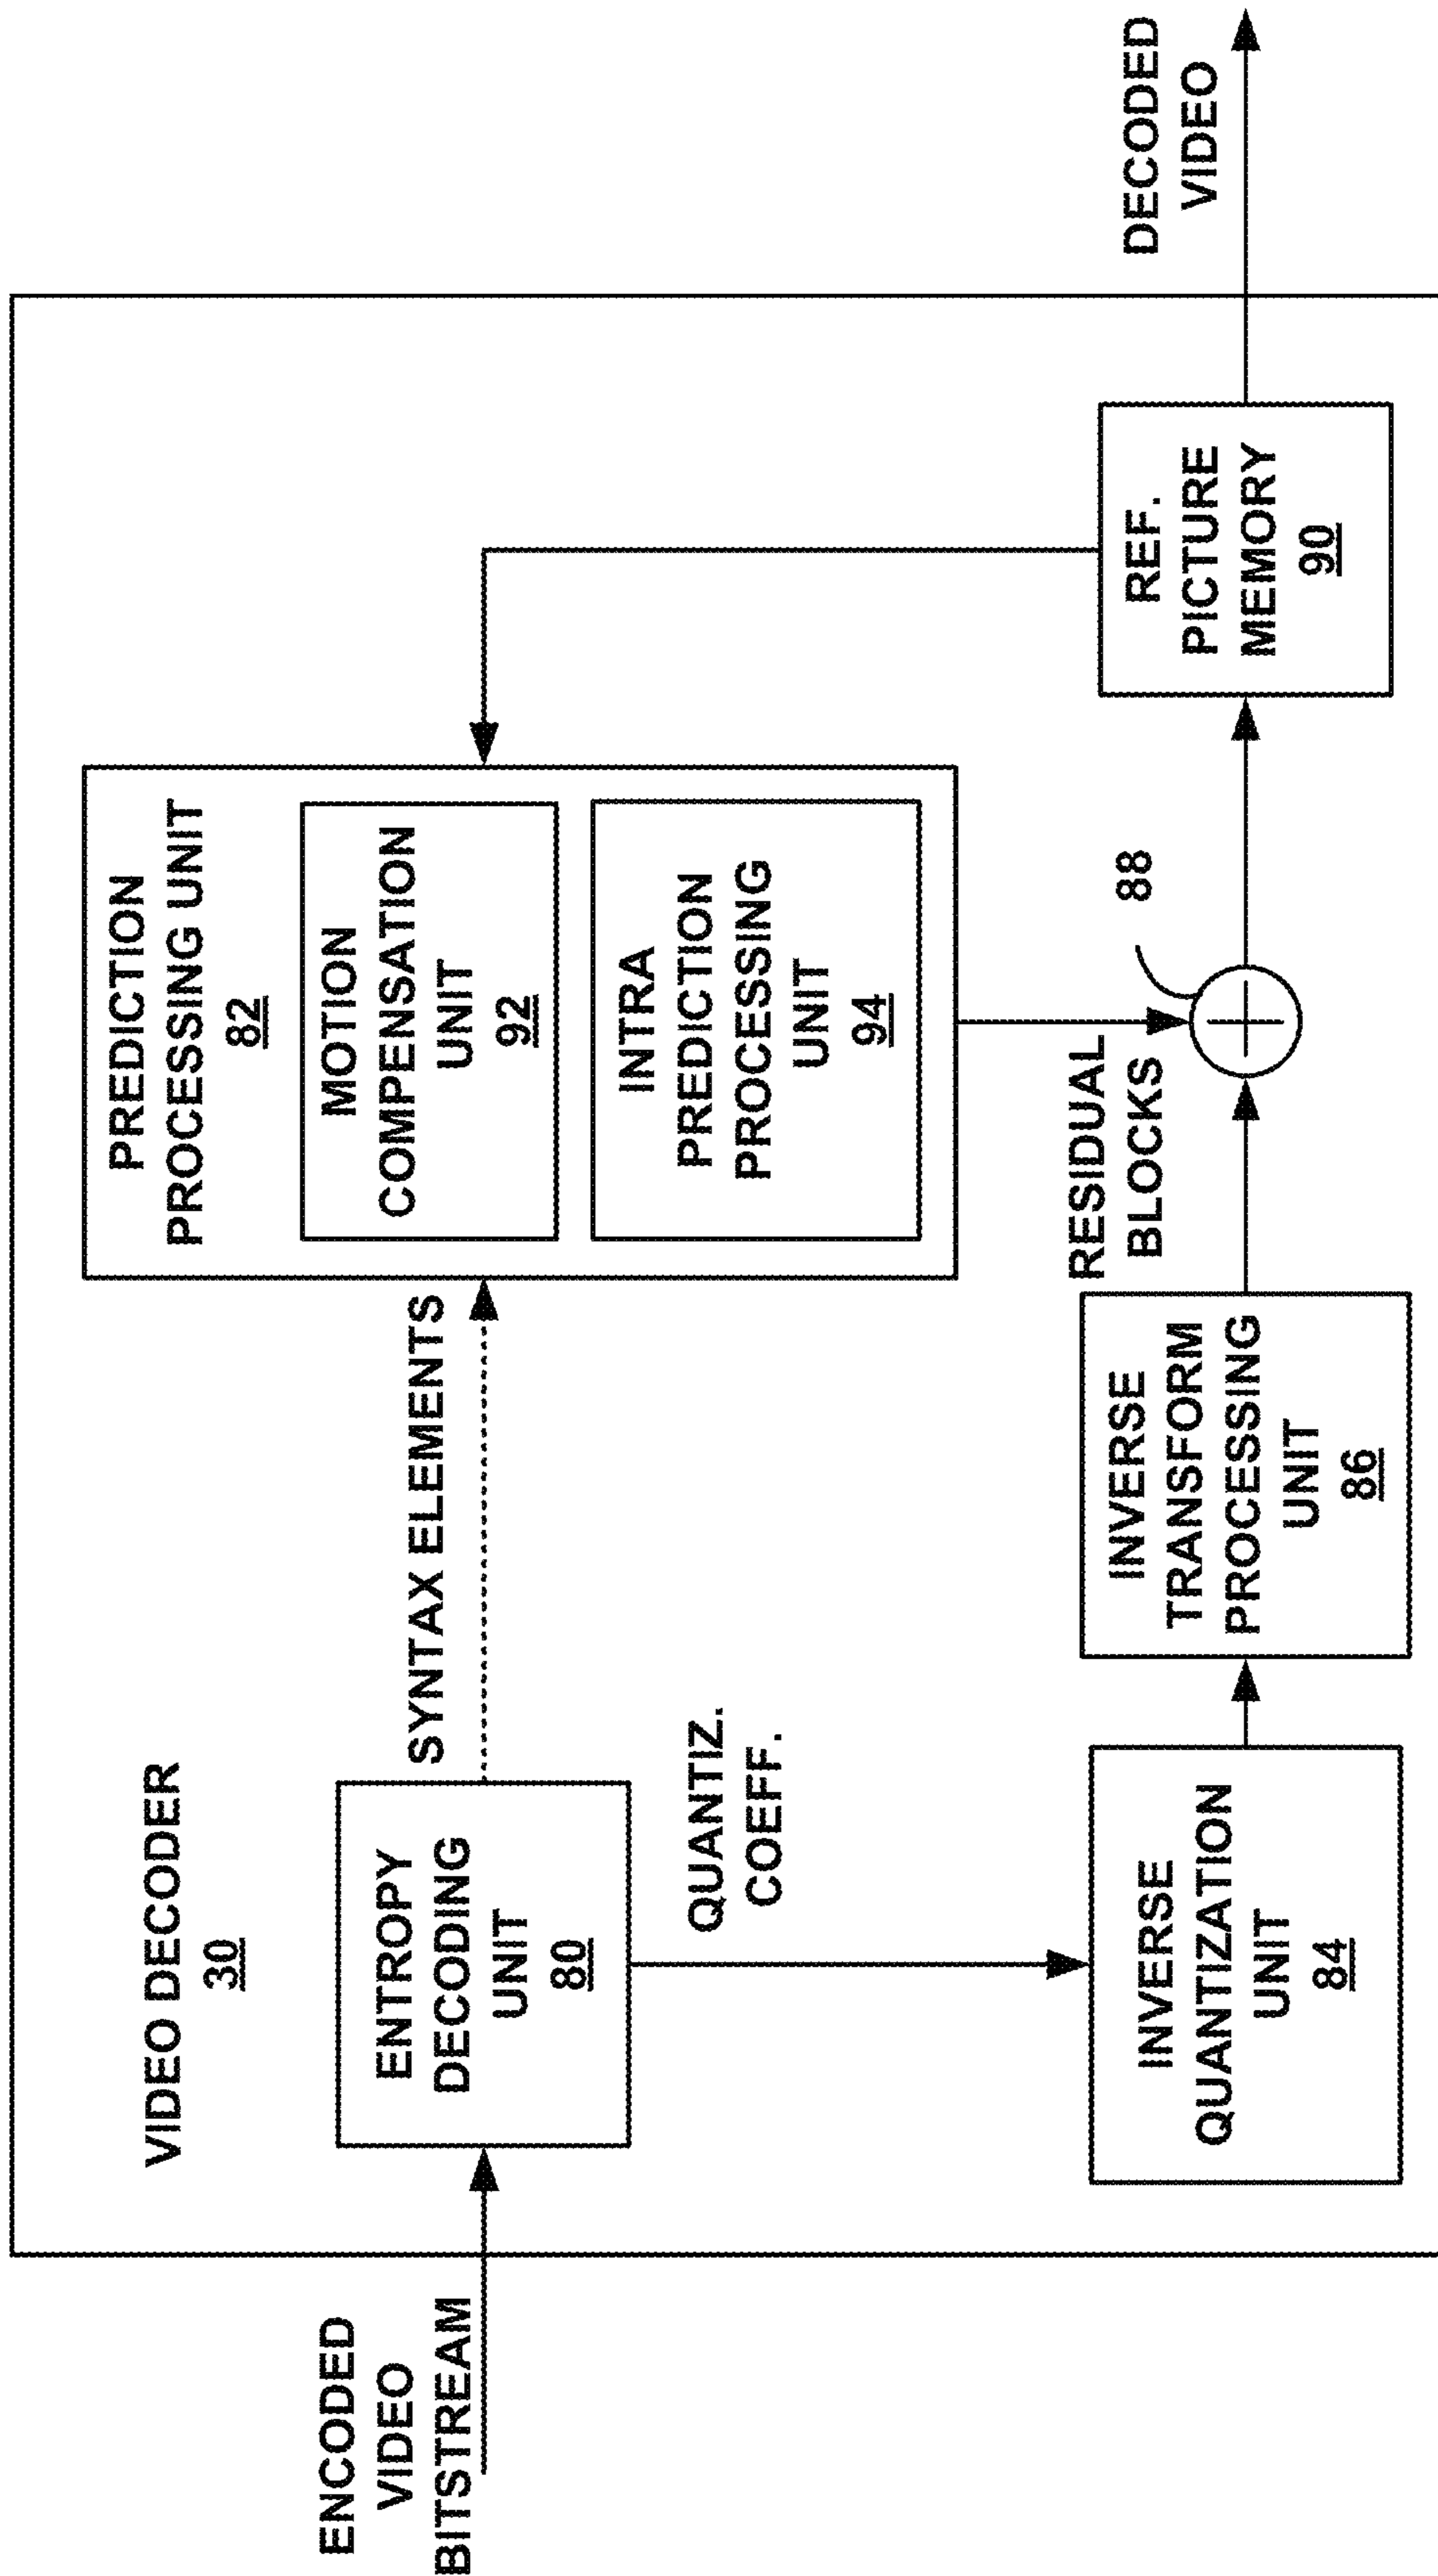 VIDEO DECODER
30
ENCODED
VIDEO
BITSTREAM
ENTROPY
DECODING
UNIT
80
SYNTAX ELEMENTS
PREDICTION
PROCESSING UNIT
82
MOTION
COMPENSATION
UNIT
92
INTRA
PREDICTION
PROCESSING
UNIT
94
QUANTIZ.
COEFF.
INVERSE
QUANTIZATION
UNIT
84
INVERSE
TRANSFORM
PROCESSING
UNIT
86
RESIDUAL
BLOCKS
88
REF.
PICTURE
MEMORY
90
DECODED
VIDEO